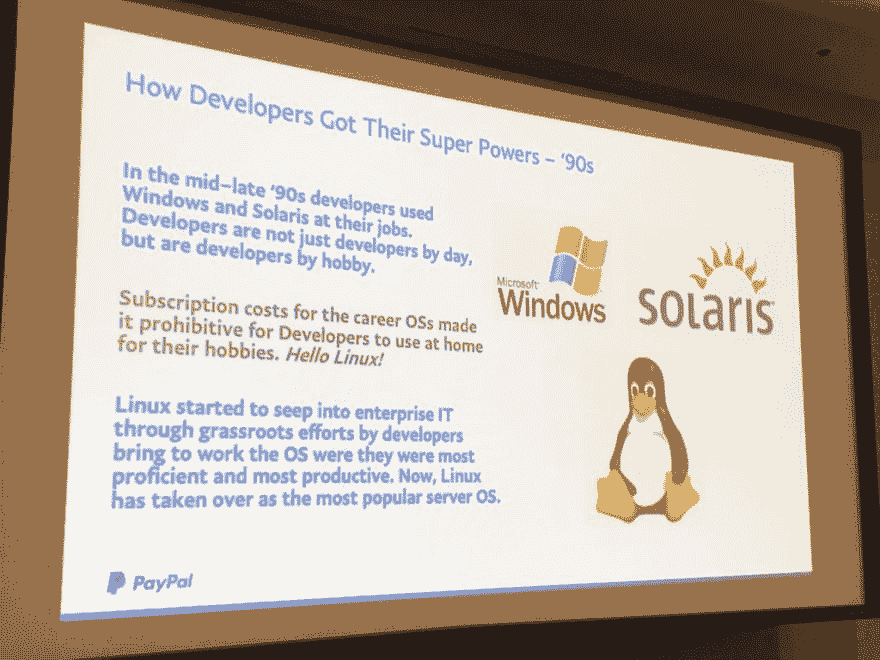 How Developers Got Their Super Powers – '90s
In the mid–late '90s developers used
Windows and Solaris at their jobs.
Developers are not just developers by day,
but are developers by hobby.
Microsoft
Windows
SOLARIS
Subscription costs for the career OSs made
it prohibitive for Developers to use at home
for their hobbies. Hello Linux!
Linux started to seep into enterprise IT
through grassroots efforts by developers
bring to work the OS were they were most
proficient and most productive. Now, Linux
has taken over as the most popular server OS.
PayPal